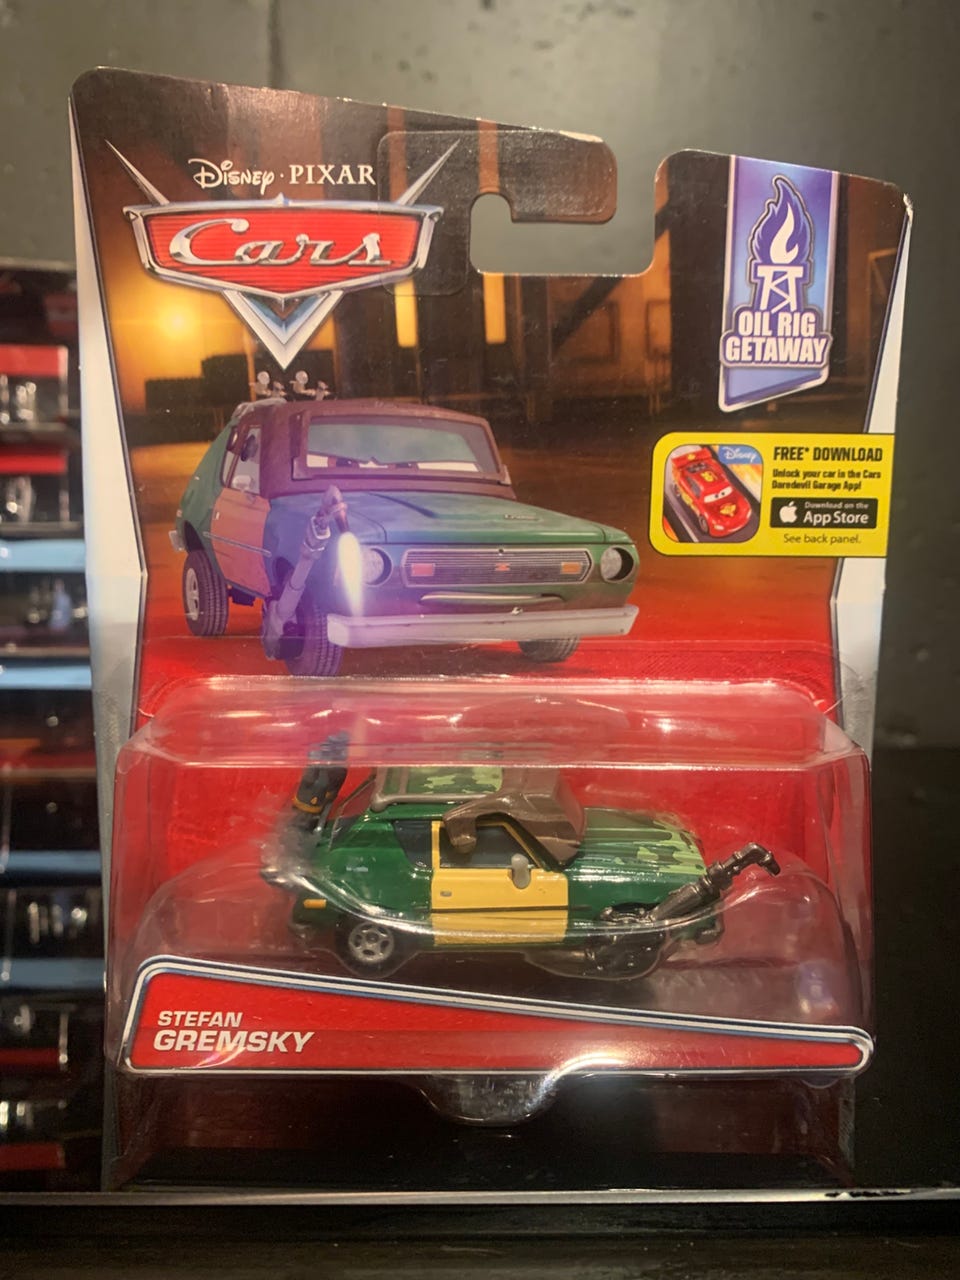 Disney · PIXAR
Cars
OIL RIG
GETAWAY
Disney
FREE* DOWNLOAD
Unlock your car in the Cars
Daredevil Garage App!
Download on the
App Store
See back panel.
STEFAN
GREMSKY